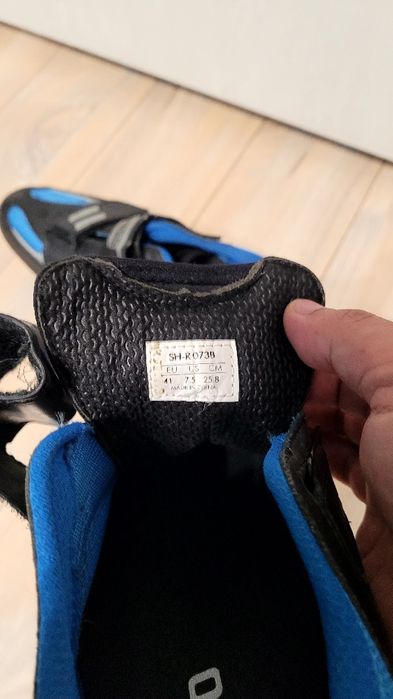 SH-R073B
EU US CM
41 7.5 25.8
MADE IN CHINA